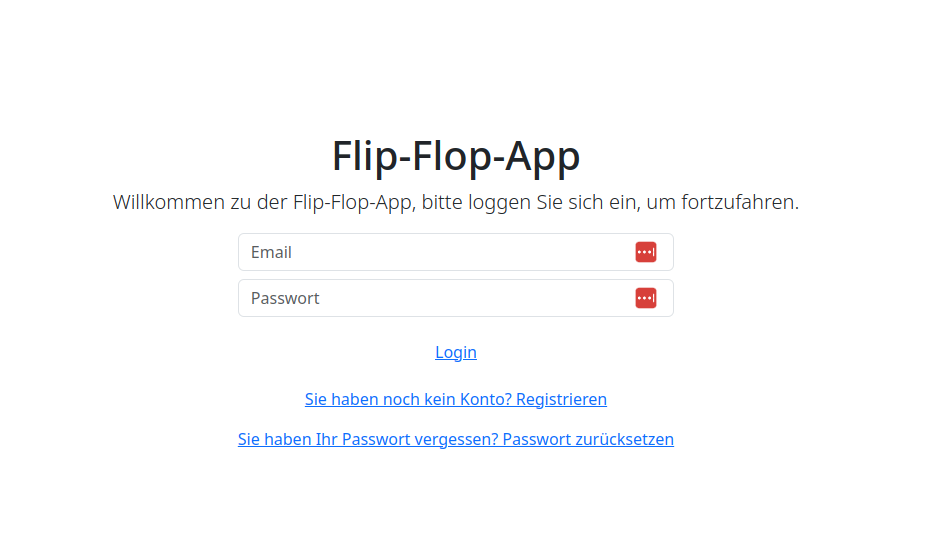 Flip-Flop-App
Willkommen zu der Flip-Flop-App, bitte loggen Sie sich ein, um fortzufahren.
Email
Passwort
Login
Sie haben noch kein Konto? Registrieren
Sie haben Ihr Passwort vergessen? Passwort zurücksetzen